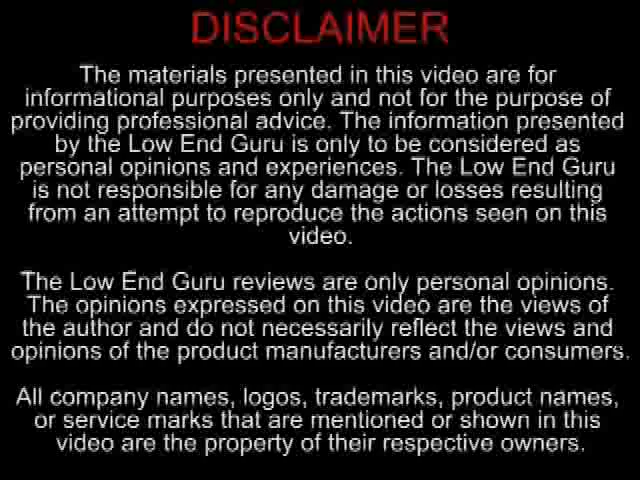 DISCLAIMER
The materials presented in this video are for
informational purposes only and not for the purpose of
providing professional advice. The information presented
by the Low End Guru is only to be considered as
personal opinions and experiences. The Low End Guru
is not responsible for any damage or losses resulting
from an attempt to reproduce the actions seen on this
video.
The Low End Guru reviews are only personal opinions.
The opinions expressed on this video are the views of
the author and do not necessarily reflect the views and
opinions of the product manufacturers and/or consumers.
All company names, logos, trademarks, product names,
or service marks that are mentioned or shown in this
video are the property of their respective owners.